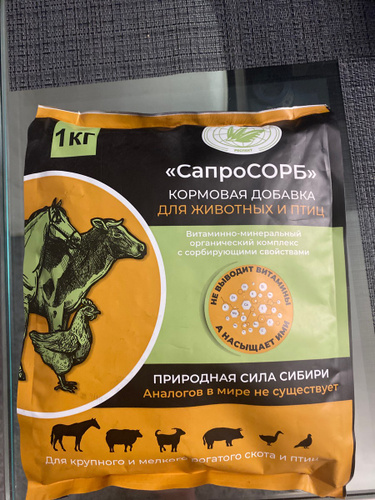 1 КГ
«СапроСОРБ»
КОРМОВАЯ ДОБАВКА
ДЛЯ ЖИВОТНЫХ И ПТИЦ
Витаминно-минеральный
органический комплекс
с сорбирующими свойствами
НЕ ВЫВОДИТ ВИТАМИНЫ
А НАСЫЩАЕТ ИМИ
ПРИРОДНАЯ СИЛА СИБИРИ
Аналогов в мире не существует
Для крупного и мелкого рогатого скота и птиц